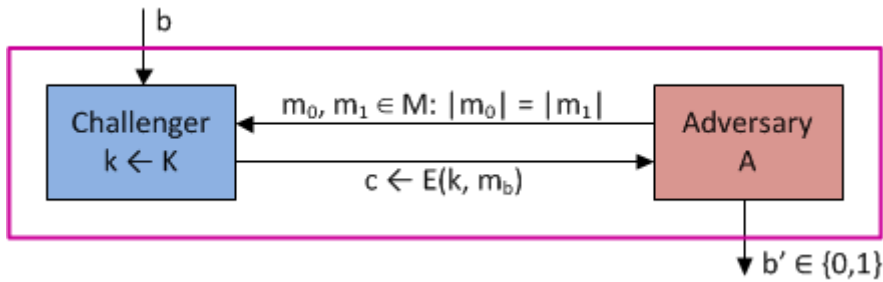 b
Challenger
k ← K
m₀, m₁ ∈ M: |m₀| = |m₁|
c ← E(k, m_b)
Adversary
A
b' ∈ {0,1}